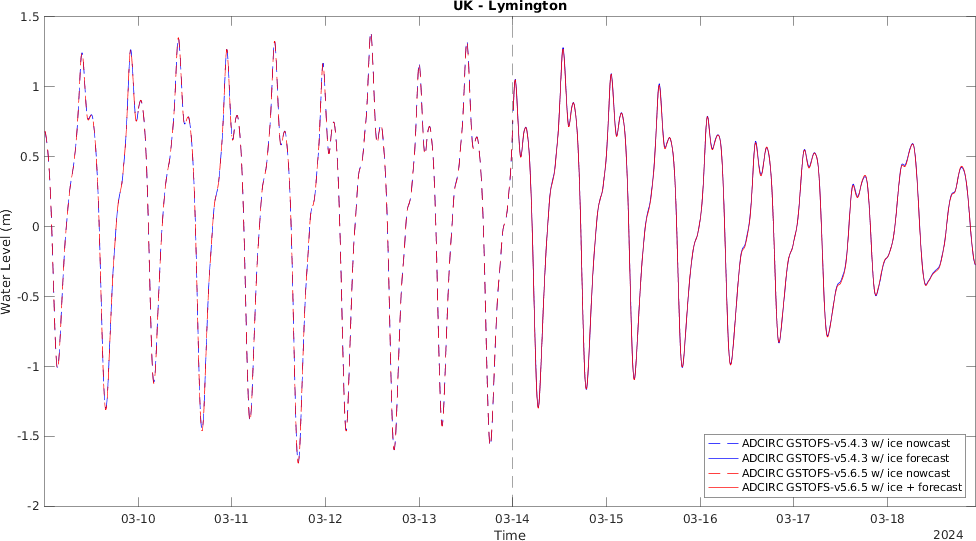 UK - Lymington
1.5
1
0.5
0
-0.5
-1
-1.5
-2
Water Level (m)
03-10 03-11 03-12 03-13 03-14 03-15 03-16 03-17 03-18
Time
2024
ADCIRC GSTOFS-v5.4.3 w/ ice nowcast
ADCIRC GSTOFS-v5.4.3 w/ ice forecast
ADCIRC GSTOFS-v5.6.5 w/ ice nowcast
ADCIRC GSTOFS-v5.6.5 w/ ice + forecast